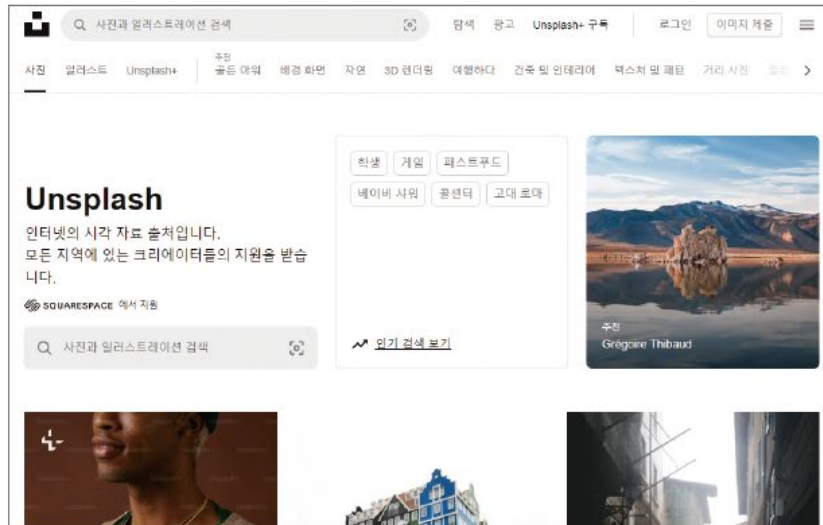 사진과 일러스트레이션 검색
탐색 광고 Unsplash+ 구독 로그인 이미지 제출
추천
사진 일러스트 Unsplash+ 골든 아워 배경 화면 자연 3D 렌더링 여행하다 건축 및 인테리어 텍스처 및 패턴 거리 사진
Unsplash
인터넷의 시각 자료 출처입니다.
모든 지역에 있는 크리에이터들의 지원을 받습
니다.
SQUARESPACE 에서 지원
사진과 일러스트레이션 검색
학생 게임 패스트푸드
베이비 샤워 콜센터 고대 로마
인기 검색 보기
추천
Grégoire Thibaud